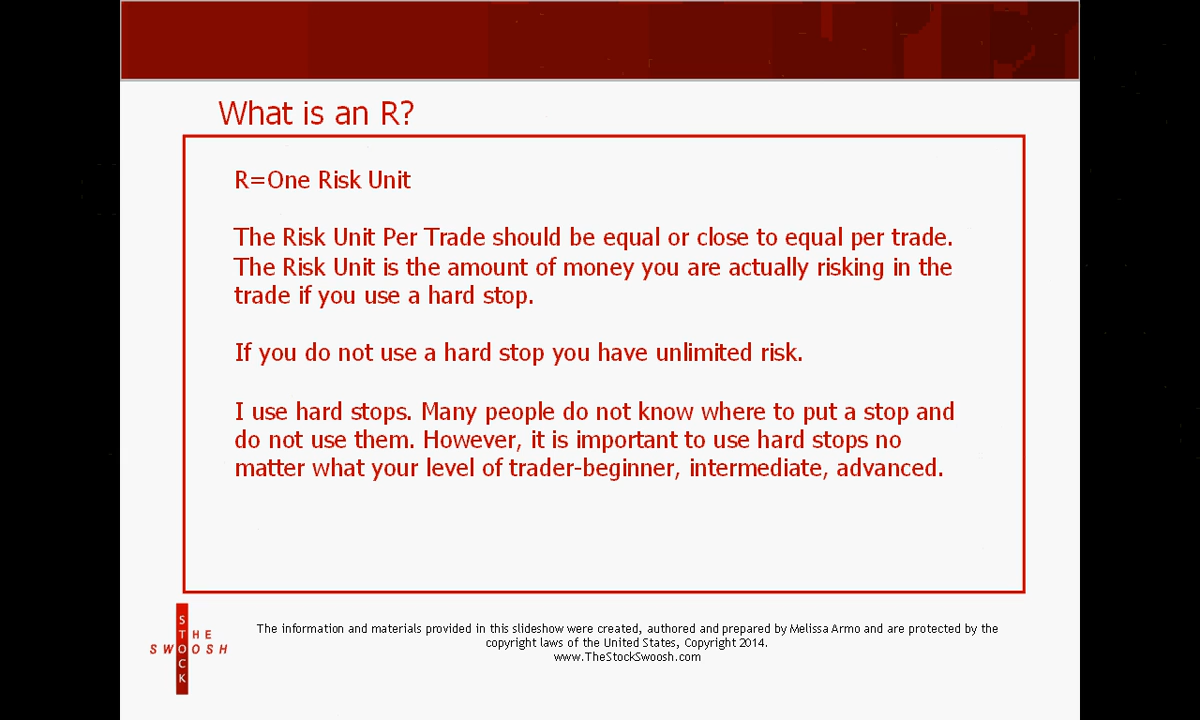 What is an R?
R=One Risk Unit
The Risk Unit Per Trade should be equal or close to equal per trade.
The Risk Unit is the amount of money you are actually risking in the
trade if you use a hard stop.
If you do not use a hard stop you have unlimited risk.
I use hard stops. Many people do not know where to put a stop and
do not use them. However, it is important to use hard stops no
matter what your level of trader-beginner, intermediate, advanced.
THE
STOCK
SWOOSH
The information and materials provided in this slideshow were created, authored and prepared by Melissa Armo and are protected by the
copyright laws of the United States, Copyright 2014.
www.TheStockSwoosh.com